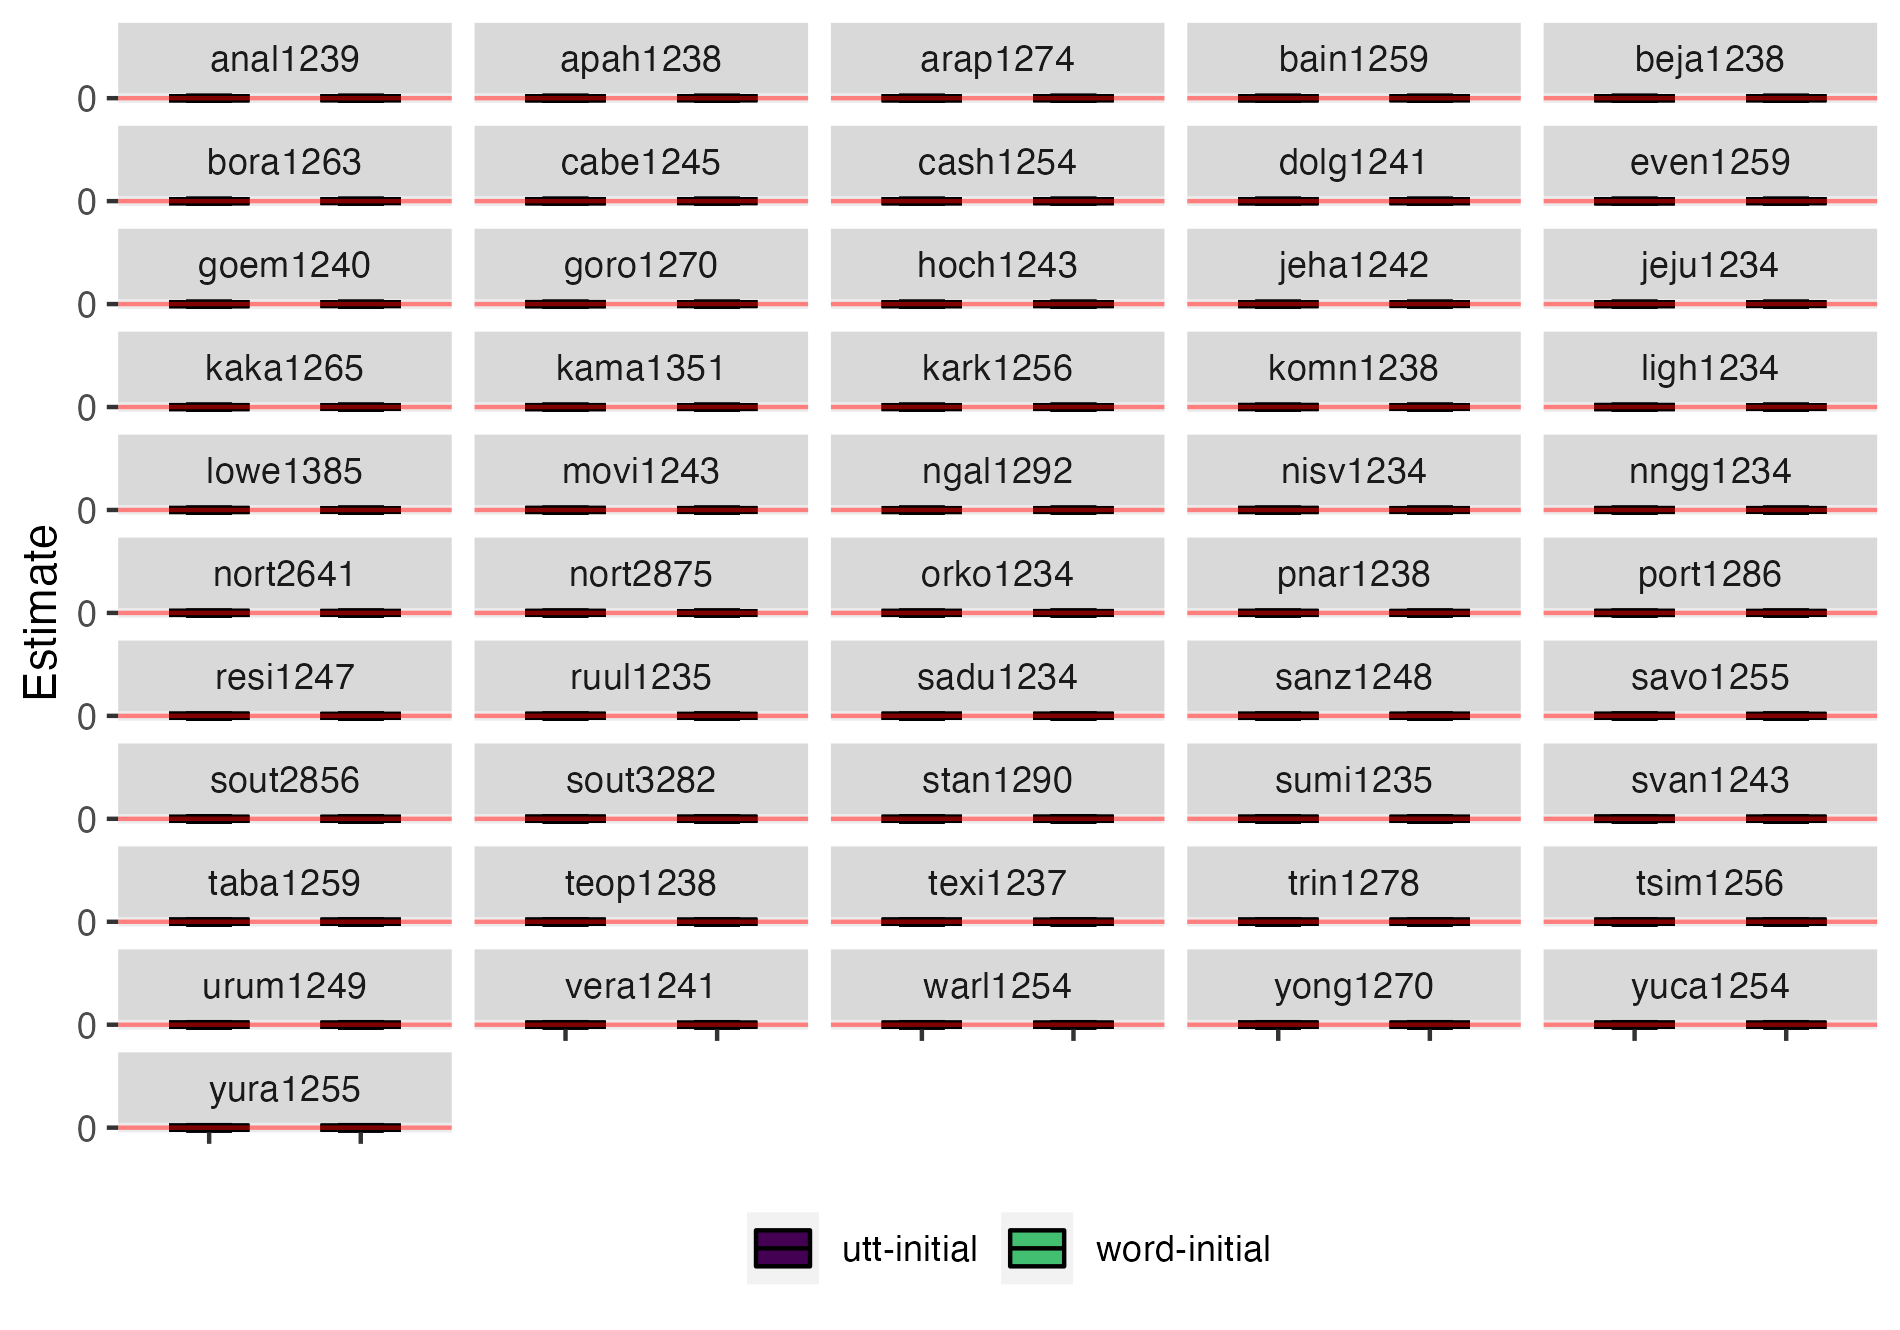 anal1239 apah1238 arap1274 bain1259 beja1238
0
bora1263 cabe1245 cash1254 dolg1241 even1259
0
goem1240 goro1270 hoch1243 jeha1242 jeju1234
0
kaka1265 kama1351 kark1256 komn1238 ligh1234
0
lowe1385 movi1243 ngal1292 nisv1234 nngg1234
0
nort2641 nort2875 orko1234 pnar1238 port1286
0
Estimate
resi1247 ruul1235 sadu1234 sanz1248 savo1255
0
sout2856 sout3282 stan1290 sumi1235 svan1243
0
taba1259 teop1238 texi1237 trin1278 tsim1256
0
urum1249 vera1241 warl1254 yong1270 yuca1254
0
yura1255
0
utt-initial word-initial